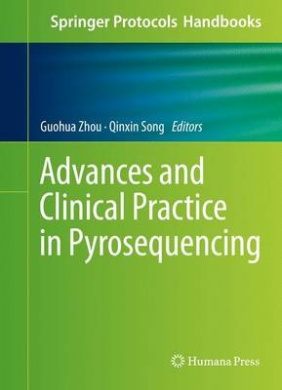 Springer Protocols Handbooks
Guohua Zhou · Qinxin Song Editors
Advances and
Clinical Practice
in Pyrosequencing
Humana Press